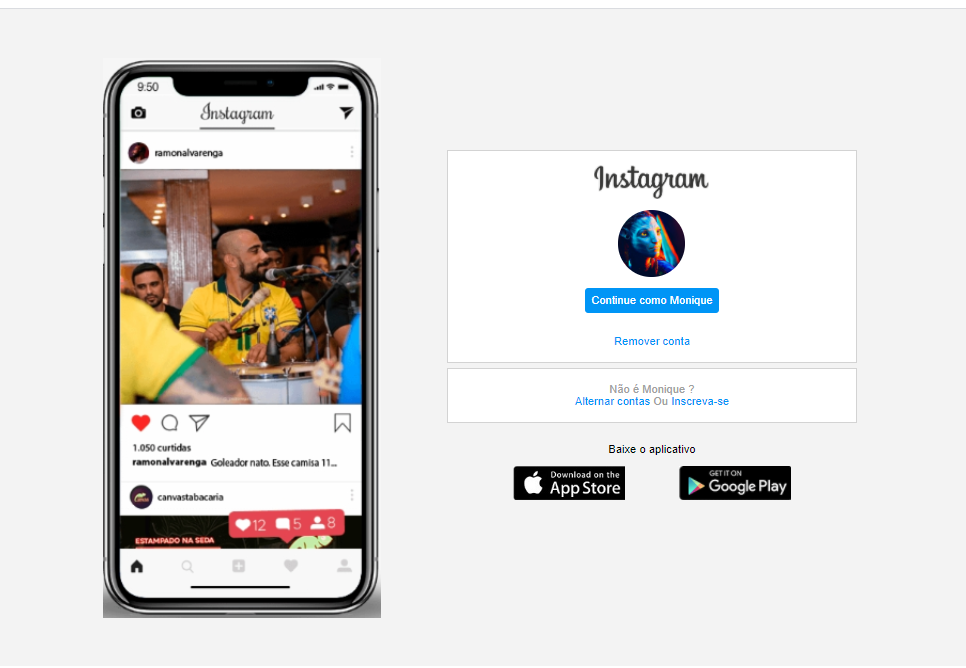 9:50
Instagram
ramonalvarenga
1.050 curtidas
ramonalvarenga Goleador nato. Esse camisa 11...
canvastabacaria
12 5 8
ESTAMPADO NA SEDA
Instagram
Continue como Monique
Remover conta
Não é Monique ?
Alternar contas Ou Inscreva-se
Baixe o aplicativo
Download on the
App Store
GET IT ON
Google Play